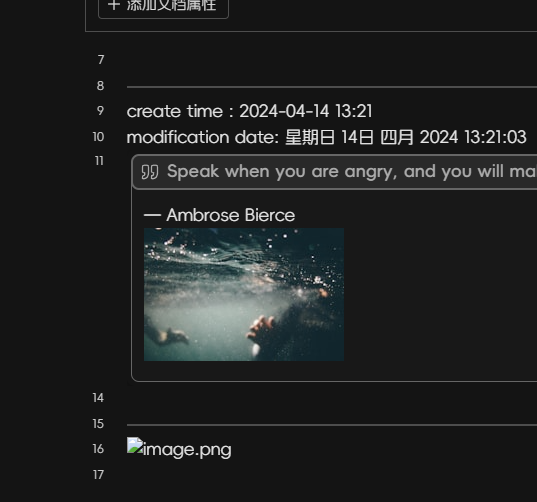 + 添加文档属性
7
8
9 create time : 2024-04-14 13:21
10 modification date: 星期日 14日 四月 2024 13:21:03
11 Speak when you are angry, and you will ma
— Ambrose Bierce
14
15
16 image.png
17